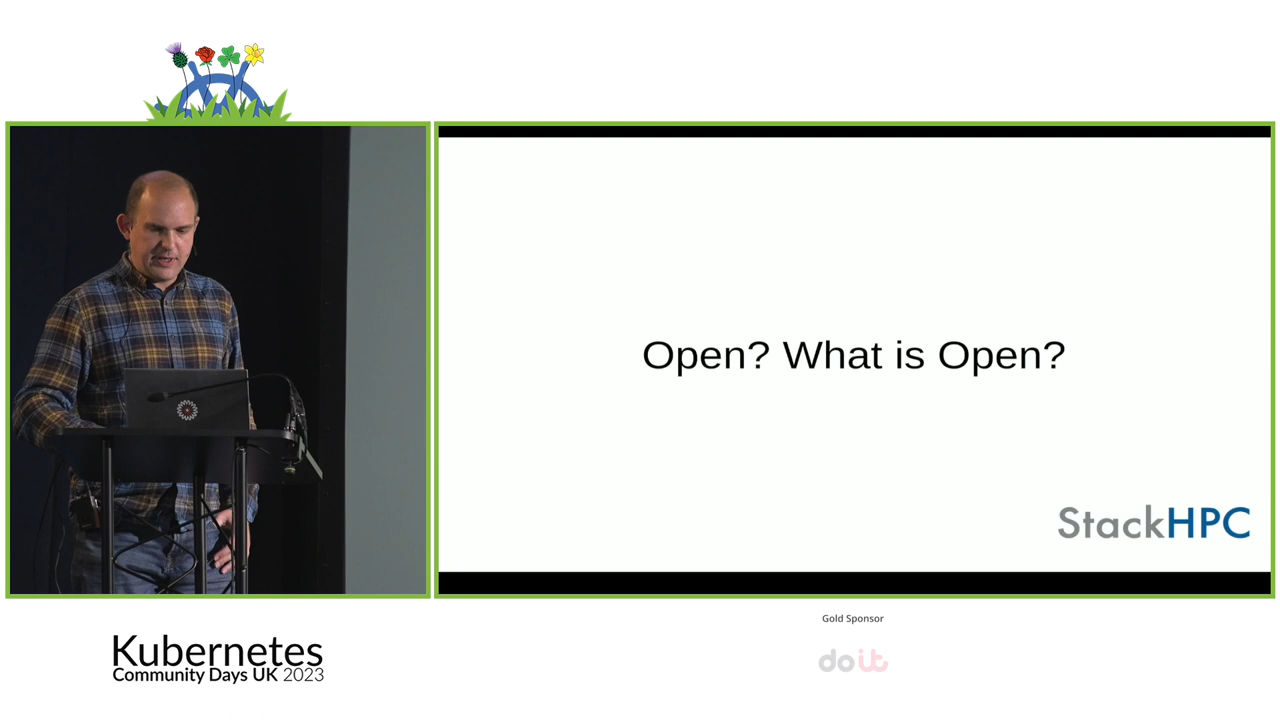 Open? What is Open?
StackHPC
Gold Sponsor
doit
Kubernetes
Community Days UK 2023